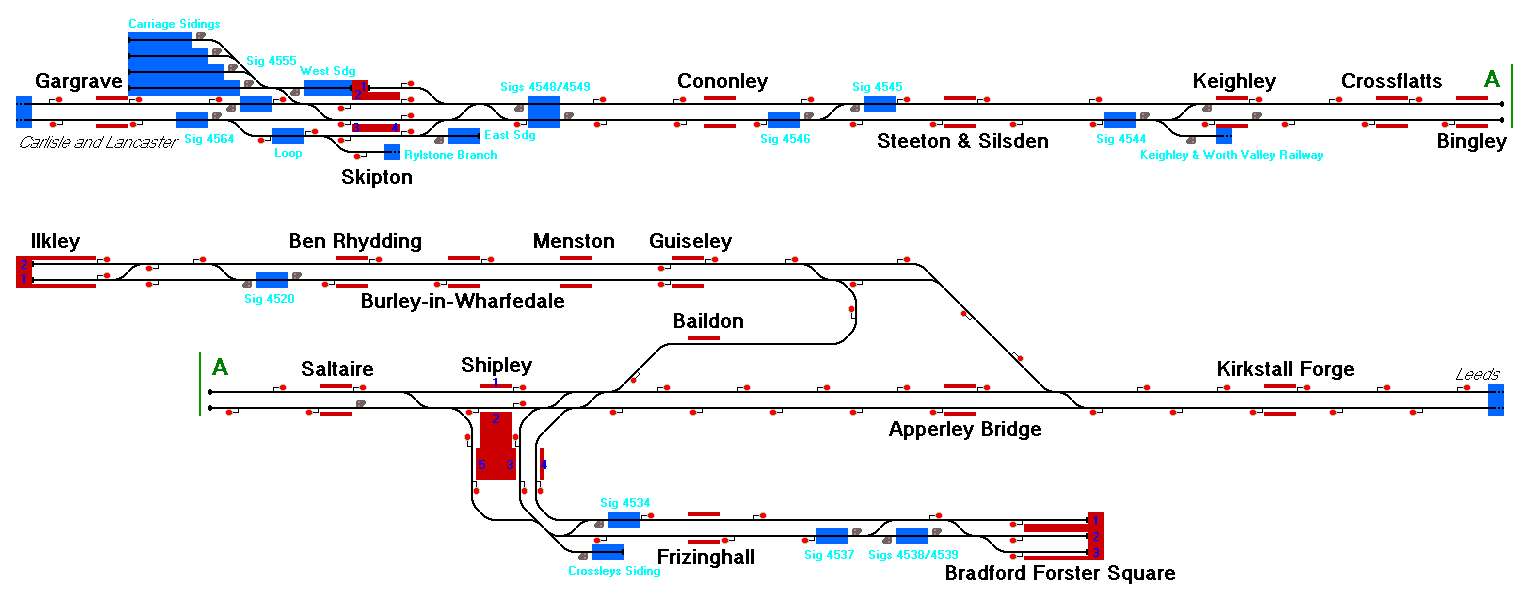 Carriage Sidings
Sig 4555
Gargrave
West Sdg
Sigs 4548/4549
Cononley
Sig 4545
Keighley
Crossflatts
A
1
2
3
4
Carlisle and Lancaster
Sig 4564
Loop
East Sdg
Rylstone Branch
Skipton
Sig 4546
Steeton & Silsden
Sig 4544
Keighley & Worth Valley Railway
Bingley
Ilkley
Ben Rhydding
Menston
Guiseley
2
1
Sig 4520
Burley-in-Wharfedale
Baildon
A
Saltaire
Shipley
1
Kirkstall Forge
Leeds
2
Apperley Bridge
5
3
4
Sig 4534
1
2
3
Frizinghall
Sig 4537
Sigs 4538/4539
Crossleys Siding
Bradford Forster Square